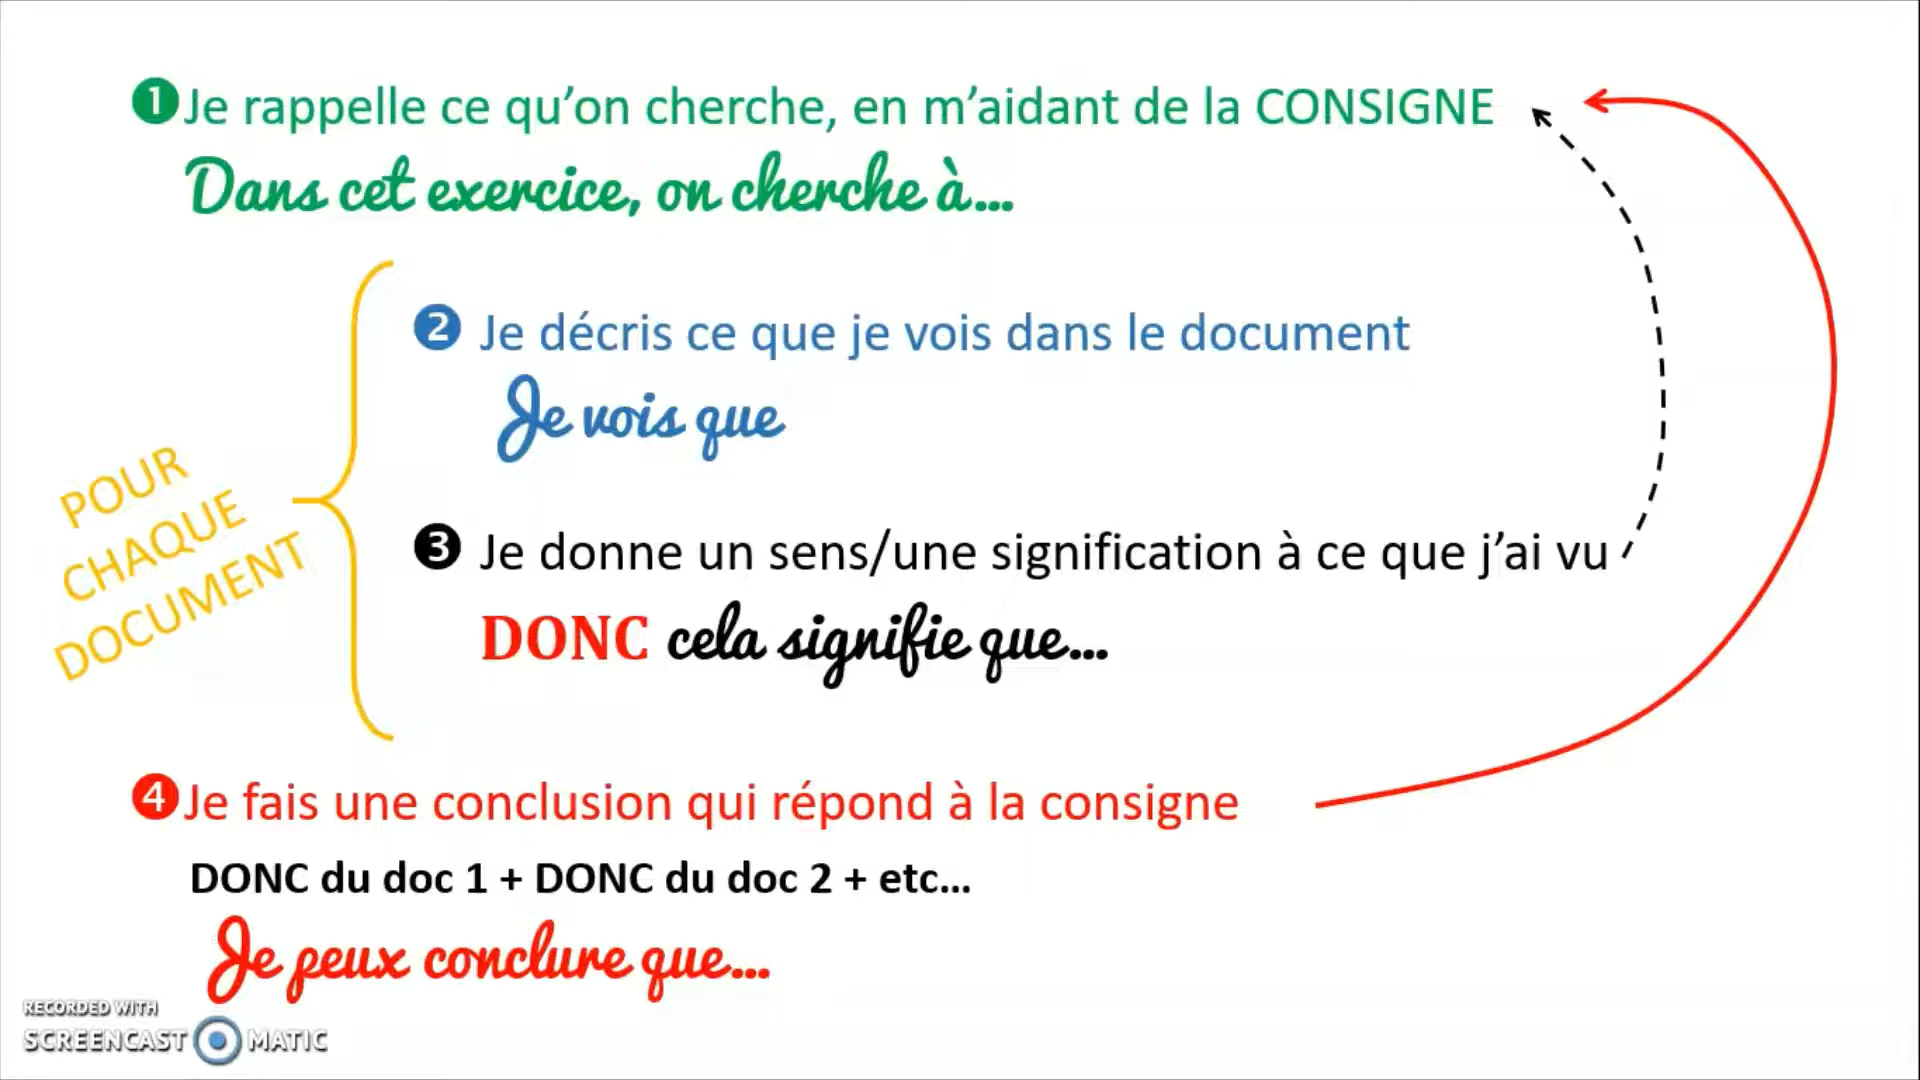 ❶Je rappelle ce qu’on cherche, en m’aidant de la CONSIGNE
Dans cet exercice, on cherche à...
❷ Je décris ce que je vois dans le document
Je vois que
POUR
CHAQUE
DOCUMENT
❸ Je donne un sens/une signification à ce que j’ai vu
DONC cela signifie que...
❹Je fais une conclusion qui répond à la consigne
DONC du doc 1 + DONC du doc 2 + etc...
Je peux conclure que...
RECORDED WITH
SCREENCAST MATIC